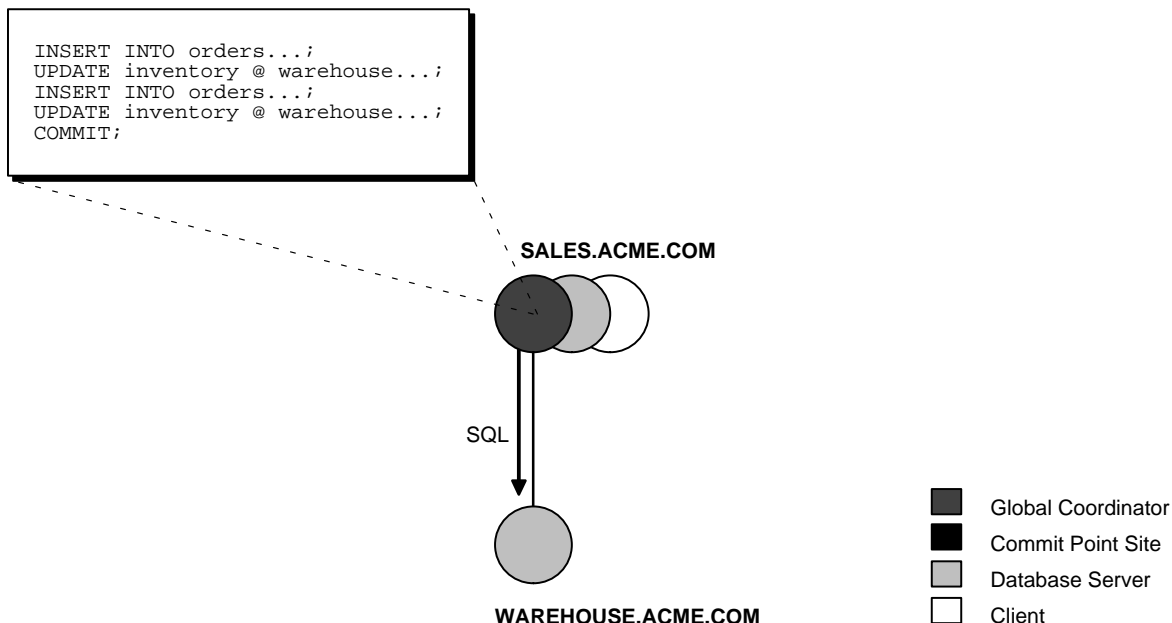 INSERT INTO orders...;
UPDATE inventory @ warehouse...;
INSERT INTO orders...;
UPDATE inventory @ warehouse...;
COMMIT;
SALES.ACME.COM
SQL
WAREHOUSE.ACME.COM
Global Coordinator
Commit Point Site
Database Server
Client